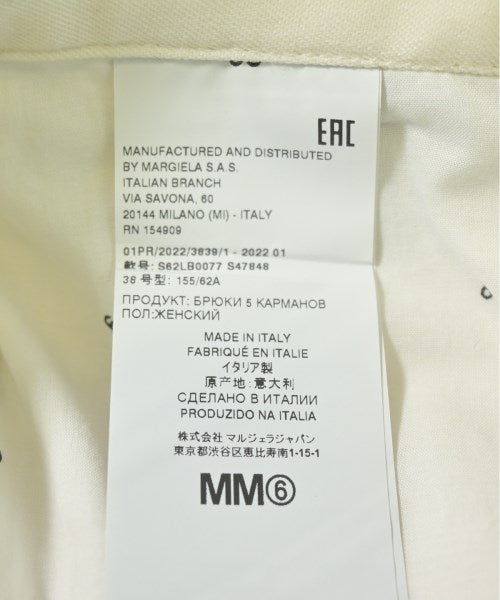 EAC
MANUFACTURED AND DISTRIBUTED
BY MARGIELA S.A.S.
ITALIAN BRANCH
VIA SAVONA, 60
20144 MILANO (MI) - ITALY
RN 154909
01PR/2022/3839/1 - 2022 01
款号: S62LB0077 S47848
38 号型: 155/62A
ПРОДУКТ: БРЮКИ 5 КАРМАНОВ
ПОЛ:ЖЕНСКИЙ
MADE IN ITALY
FABRIQUÉ EN ITALIE
イタリア製
原产地:意大利
СДЕЛАНО В ИТАЛИИ
PRODUZIDO NA ITALIA
株式会社 マルジェラジャパン
東京都渋谷区恵比寿南1-15-1
MM⑥